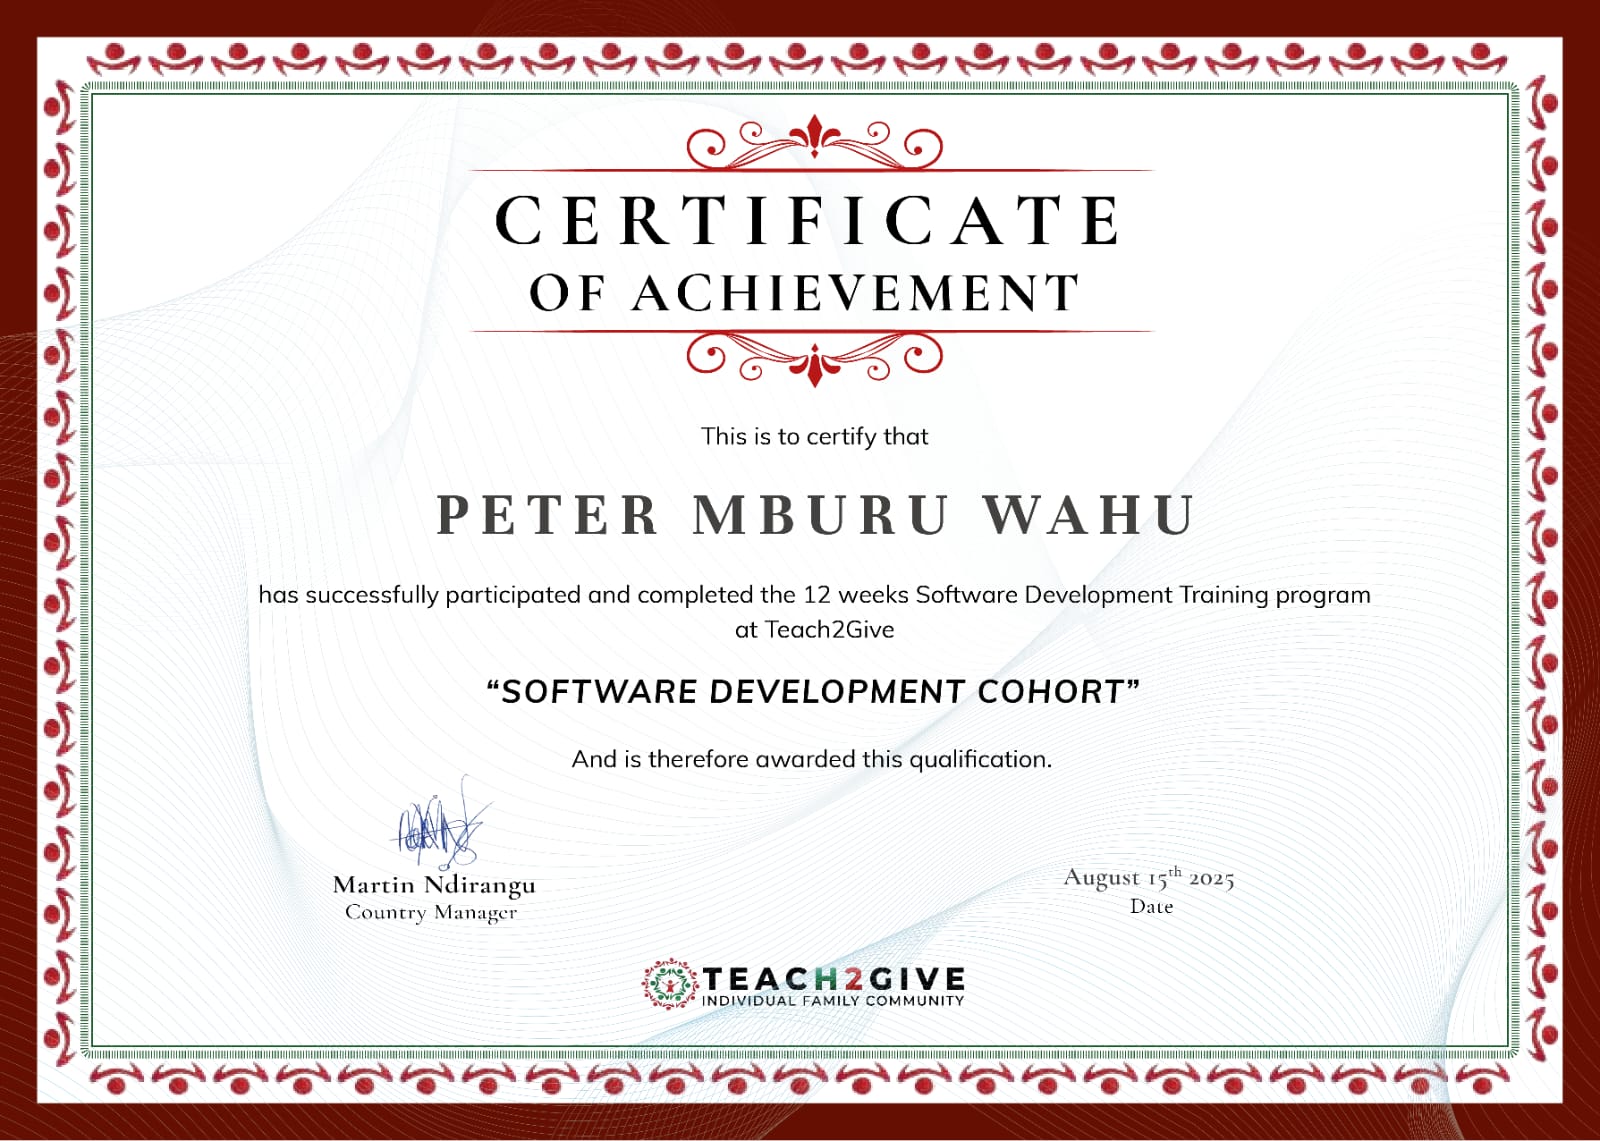 CERTIFICATE
OF ACHIEVEMENT
This is to certify that
PETER MBURU WAHU
has successfully participated and completed the 12 weeks Software Development Training program
at Teach2Give
“SOFTWARE DEVELOPMENT COHORT”
And is therefore awarded this qualification.
Martin Ndirangu
Country Manager
August 15th 2025
Date
TEACH2GIVE
INDIVIDUAL FAMILY COMMUNITY